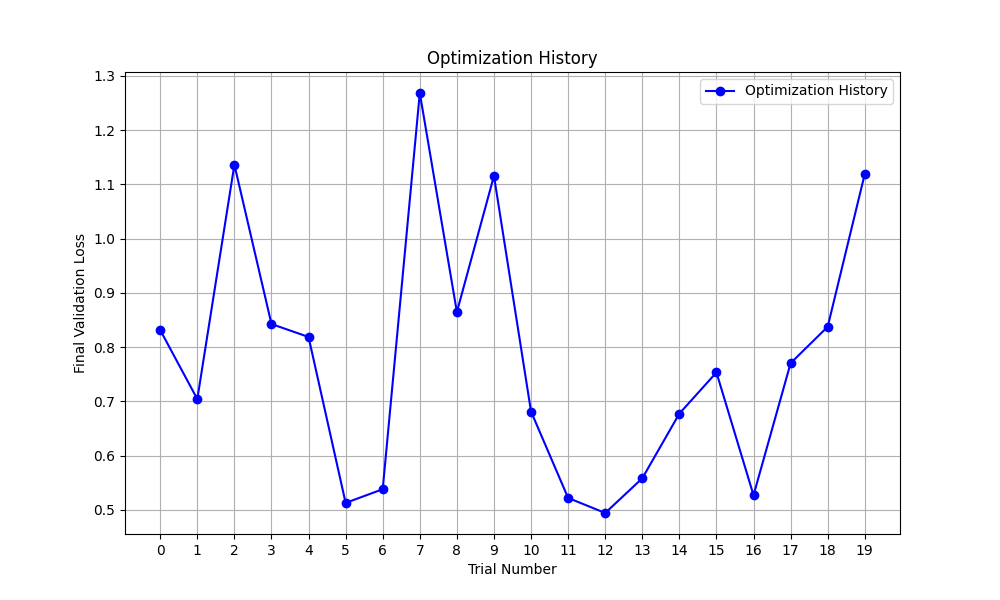 Optimization History
Optimization History
Final Validation Loss
1.3
1.2
1.1
1.0
0.9
0.8
0.7
0.6
0.5
0 1 2 3 4 5 6 7 8 9 10 11 12 13 14 15 16 17 18 19
Trial Number